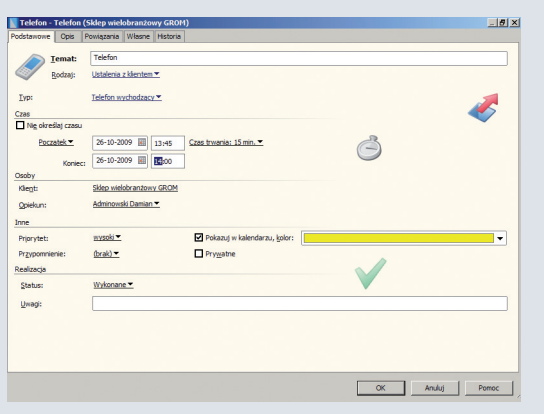 Telefon - Telefon (Sklep wielobranżowy GROM)
Podstawowe Opis Powiązania Własne Historia
Temat: Telefon
Rodzaj: Ustalenia z klientem
Typ: Telefon wychodzący
Czas
Nie określaj czasu
Początek 26-10-2009 13:45 Czas trwania: 15 min.
Koniec: 26-10-2009 14:00
Osoby
Klient: Sklep wielobranżowy GROM
Opiekun: Adminowski Damian
Inne
Priorytet: wysoki Pokazuj w kalendarzu, kolor:
Przypomnienie: (brak) Prywatne
Realizacja
Status: Wykonane
Uwagi:
OK Anuluj Pomoc